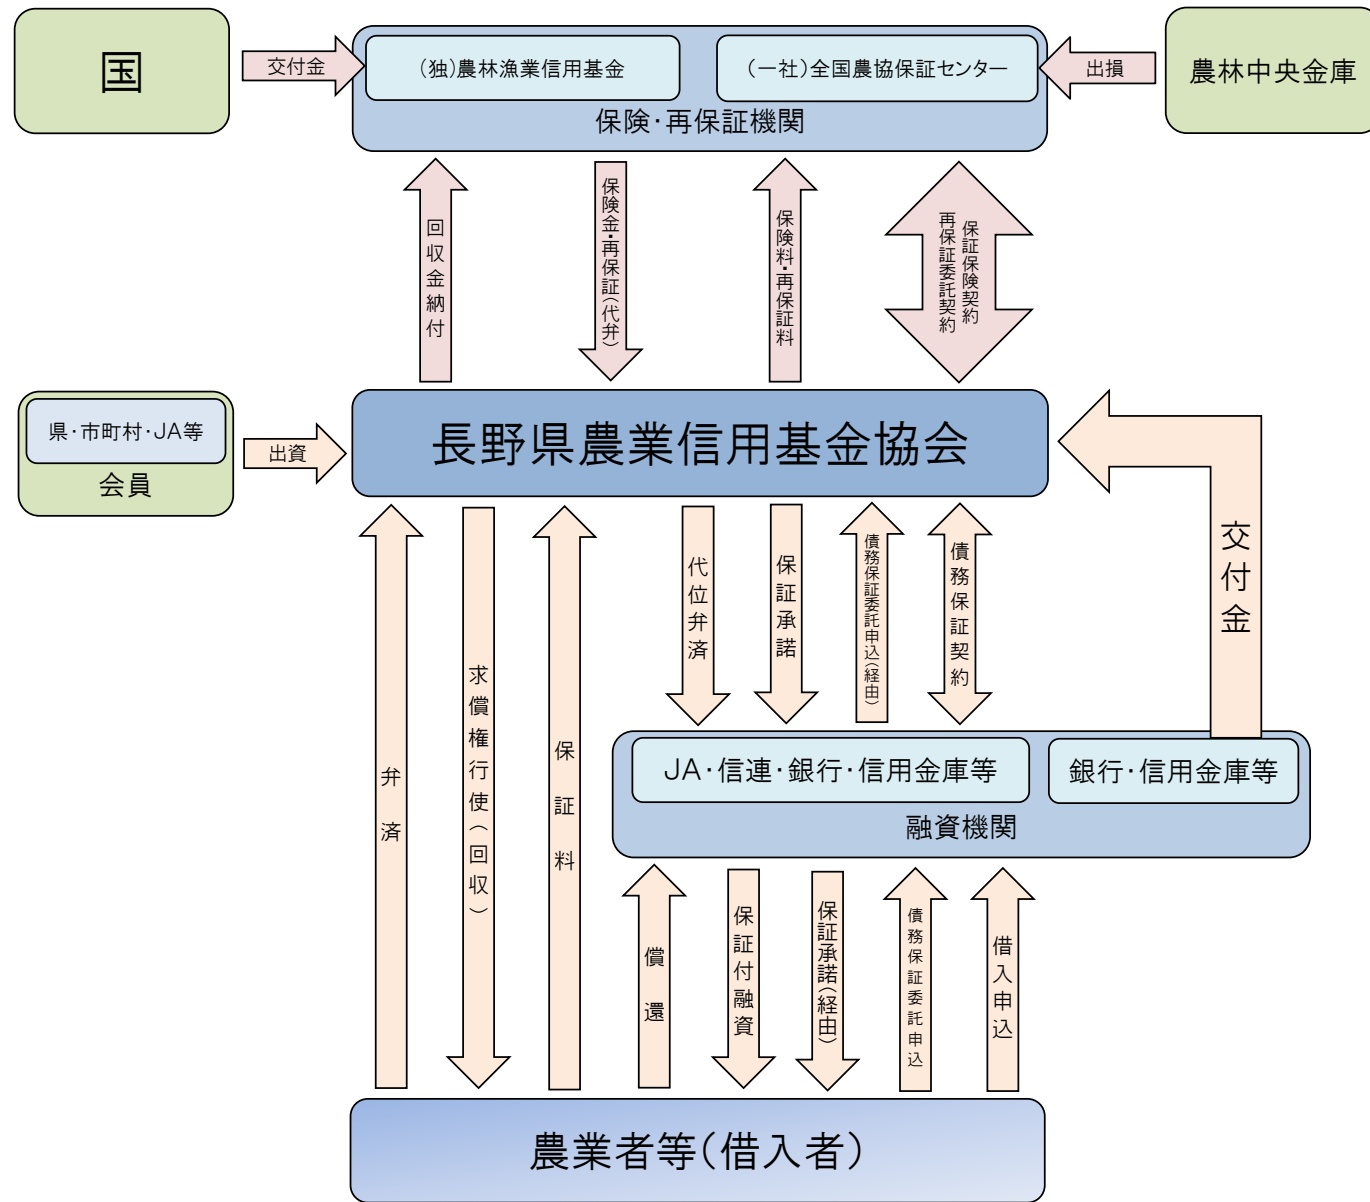 国
交付金
(独)農林漁業信用基金
(一社)全国農協保証センター
出損
農林中央金庫
保険・再保証機関
回収金納付
保険金・再保証(代弁)
保険料・再保証料
保証保険契約
再保証委託契約
県・市町村・JA等
会員
出資
長野県農業信用基金協会
交付金
弁済
求償権行使(回収)
保証料
代位弁済
保証承諾
債務保証委託申込(経由)
債務保証契約
JA・信連・銀行・信用金庫等
銀行・信用金庫等
融資機関
償還
保証付融資
保証承諾(経由)
債務保証委託申込
借入申込
農業者等(借入者)